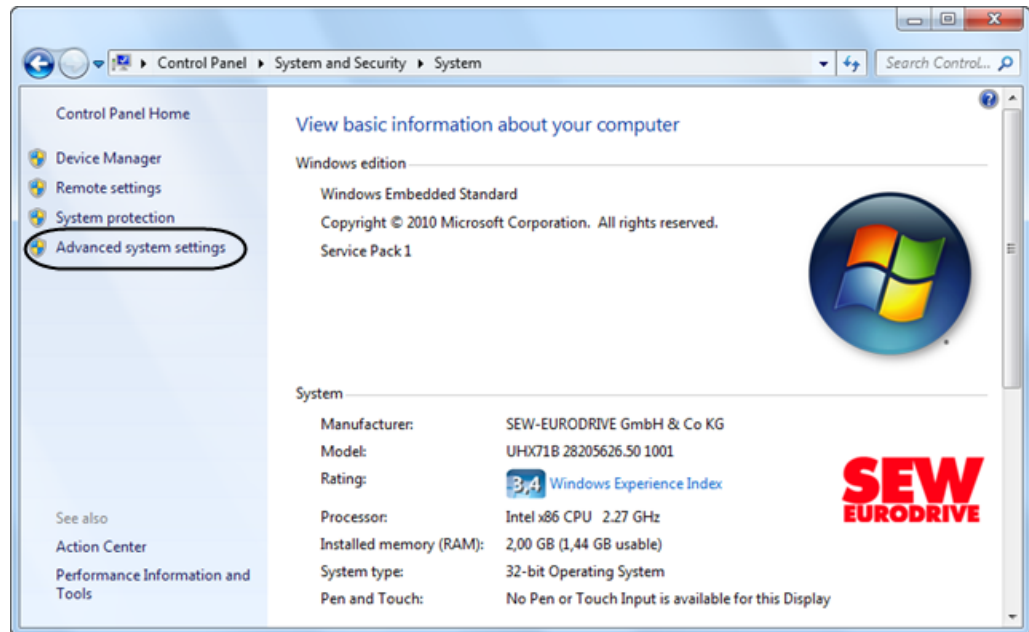 Control Panel ▸ System and Security ▸ System
Search Control...
Control Panel Home
Device Manager
Remote settings
System protection
Advanced system settings
See also
Action Center
Performance Information and
Tools
View basic information about your computer
Windows edition
Windows Embedded Standard
Copyright © 2010 Microsoft Corporation. All rights reserved.
Service Pack 1
System
Manufacturer: SEW-EURODRIVE GmbH & Co KG
Model: UHX71B 28205626.50 1001
Rating: 3,4 Windows Experience Index
Processor: Intel x86 CPU 2.27 GHz
Installed memory (RAM): 2,00 GB (1,44 GB usable)
System type: 32-bit Operating System
Pen and Touch: No Pen or Touch Input is available for this Display
SEW
EURODRIVE